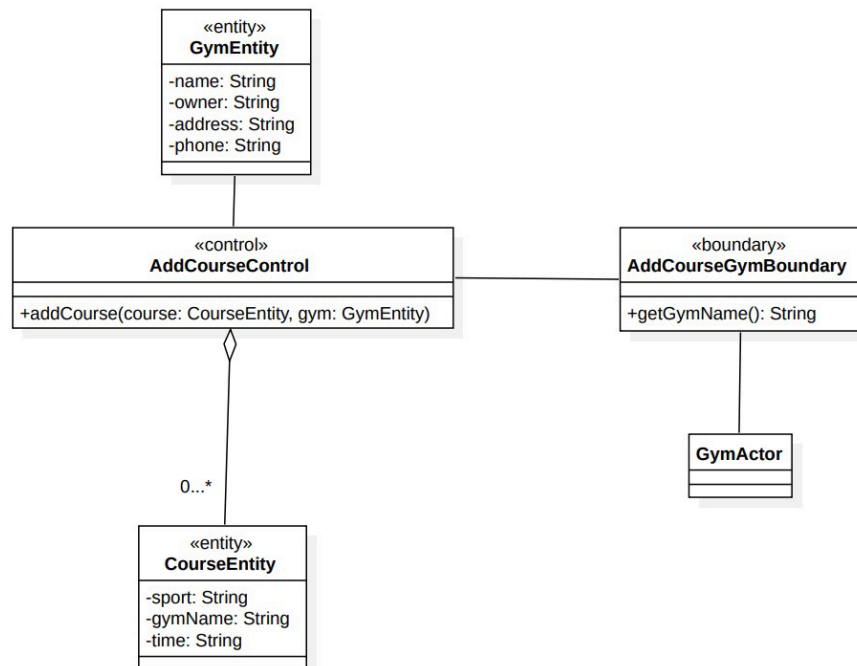 «entity»
GymEntity
-name: String
-owner: String
-address: String
-phone: String
«control»
AddCourseControl
+addCourse(course: CourseEntity, gym: GymEntity)
«boundary»
AddCourseGymBoundary
+getGymName(): String
GymActor
0...*
«entity»
CourseEntity
-sport: String
-gymName: String
-time: String